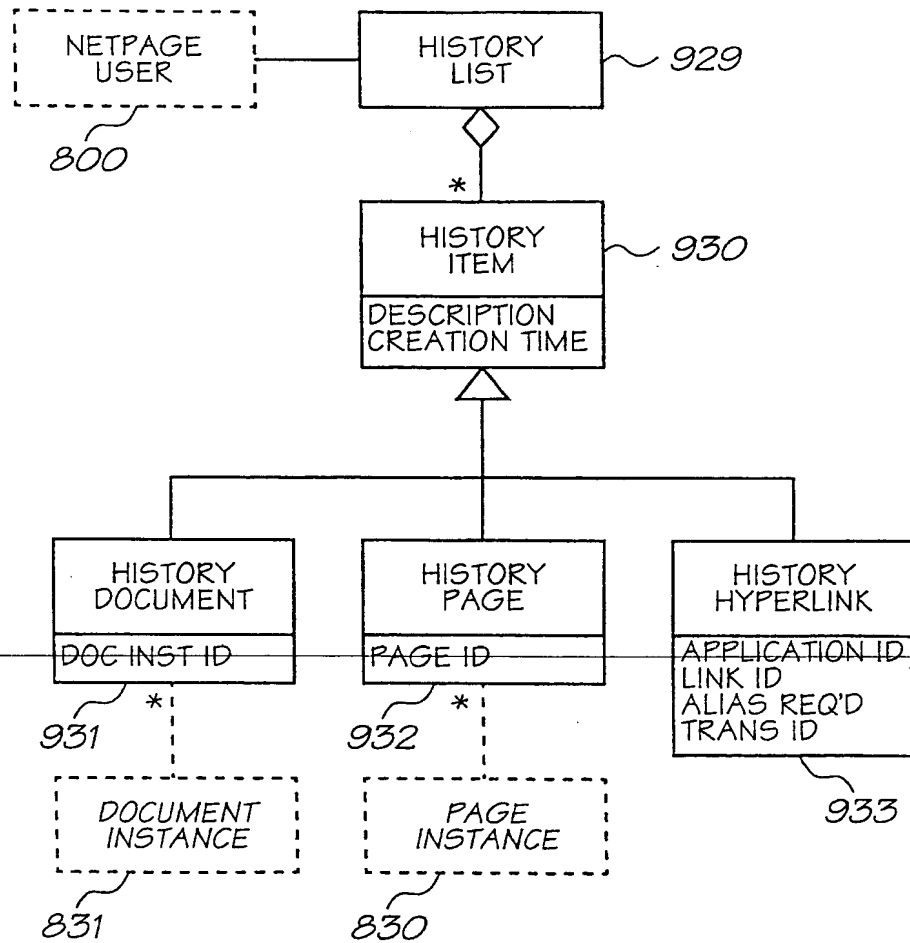 NETPAGE
USER
800
HISTORY
LIST
929
*
HISTORY
ITEM
930
DESCRIPTION
CREATION TIME
HISTORY
DOCUMENT
DOC INST ID
931
*
HISTORY
PAGE
PAGE ID
932
*
HISTORY
HYPERLINK
APPLICATION ID
LINK ID
ALIAS REQ'D
TRANS ID
933
DOCUMENT
INSTANCE
831
PAGE
INSTANCE
830